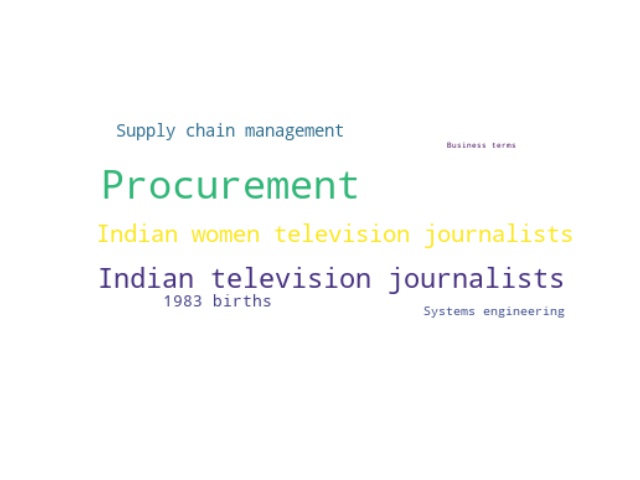 Supply chain management
Business terms
Procurement
Indian women television journalists
Indian television journalists
1983 births
Systems engineering